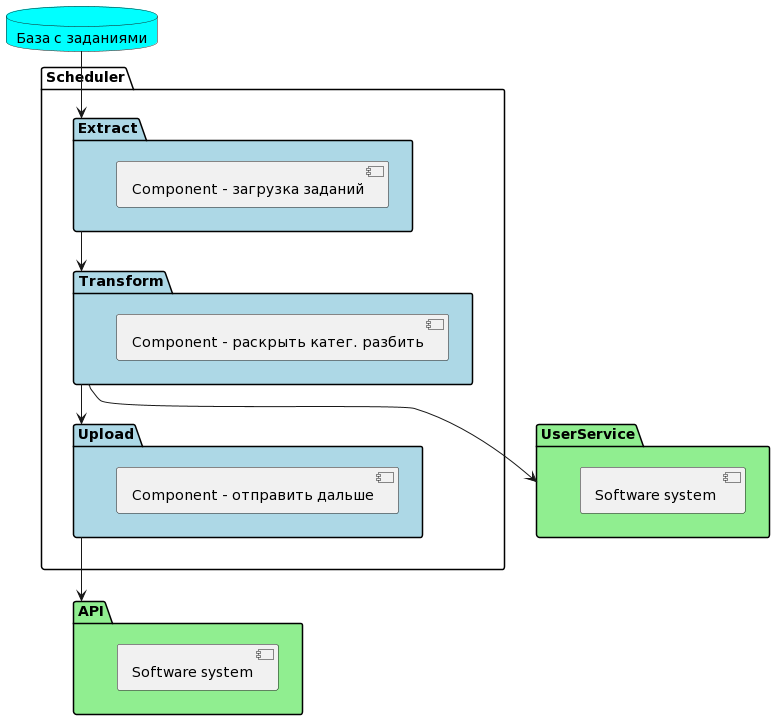 База с заданиями
Scheduler
Extract
Component - загрузка заданий
Transform
Component - раскрыть катег. разбить
Upload
Component - отправить дальше
UserService
Software system
API
Software system